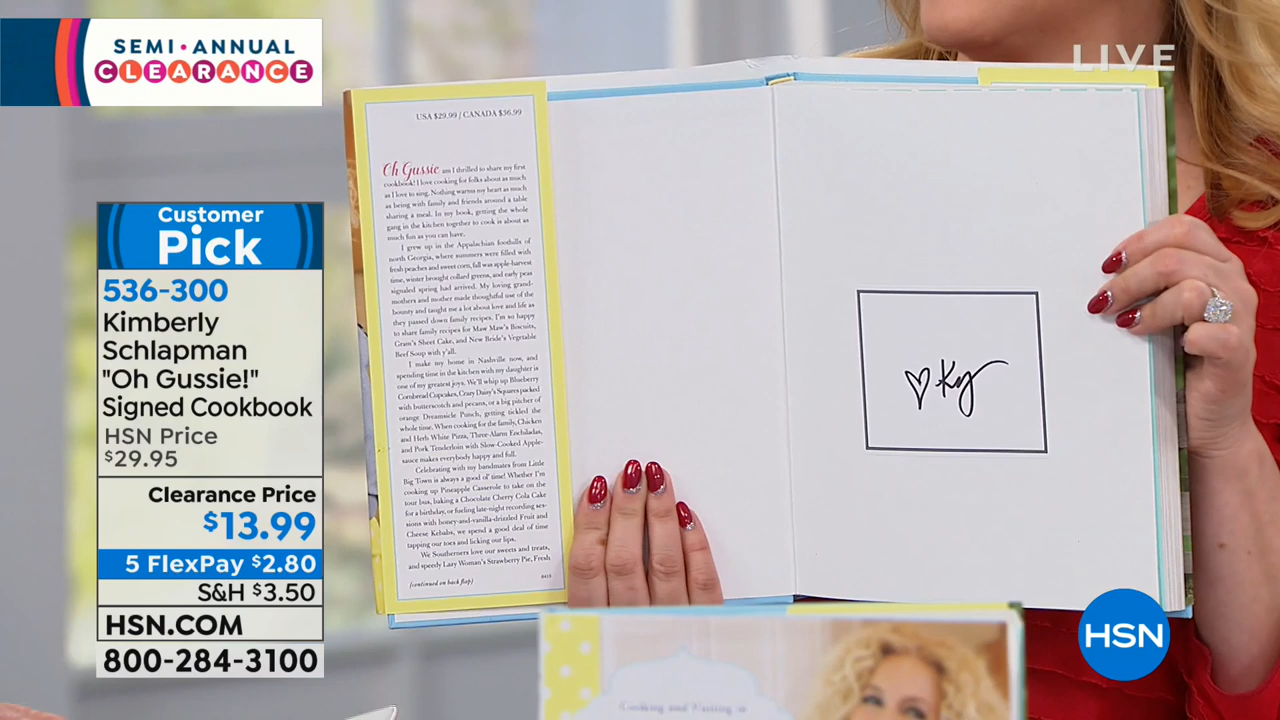 SEMI•ANNUAL
CLEARANCE
LIVE
Customer
Pick
536-300
Kimberly
Schlapman
"Oh Gussie!"
Signed Cookbook
HSN Price
$29.95
Clearance Price
$13.99
5 FlexPay $2.80
S&H $3.50
HSN.COM
800-284-3100
USA $29.99 / CANADA $36.99
Oh Gussie am I thrilled to share my first
cookbook! I love cooking for folks about as much
as I love to sing. Nothing warms my heart as much
as being with family and friends around a table
sharing a meal. In my book, getting the whole
gang in the kitchen together to cook is about as
much fun as you can have.
I grew up in the Appalachian foothills of
north Georgia, where summers were filled with
fresh peaches and sweet corn, fall was apple-harvest
time, winter brought collard greens, and early peas
signaled spring had arrived. My loving grand-
mothers and mother made thoughtful use of the
bounty and taught me a lot about love and life as
they passed down family recipes. I'm so happy
to share family recipes for Maw Maw's Biscuits,
Gram's Sheet Cake, and New Bride's Vegetable
Beef Soup with y'all.
I make my home in Nashville now, and
spending time in the kitchen with my daughter is
one of my greatest joys. We'll whip up Blueberry
Cornbread Cupcakes, Crazy Daisy's Squares packed
with butterscotch and pecans, or a big pitcher of
orange Dreamsicle Punch, getting tickled the
whole time. When cooking for the family, Chicken
and Herb White Pizza, Three-Alarm Enchiladas,
and Pork Tenderloin with Slow-Cooked Apple-
sauce makes everybody happy and full.
Celebrating with my bandmates from Little
Big Town is always a good ol' time! Whether I'm
cooking up Pineapple Casserole to take on the
tour bus, baking a Chocolate Cherry Cola Cake
for a birthday, or fueling late-night recording ses-
sions with honey-and-vanilla-drizzled Fruit and
Cheese Kebabs, we spend a good deal of time
tapping our toes and licking our lips.
We Southerners love our sweets and treats,
and speedy Lazy Woman's Strawberry Pie, Fresh
(continued on back flap)
0415
Ky
Cooking and Visiting in
HSN